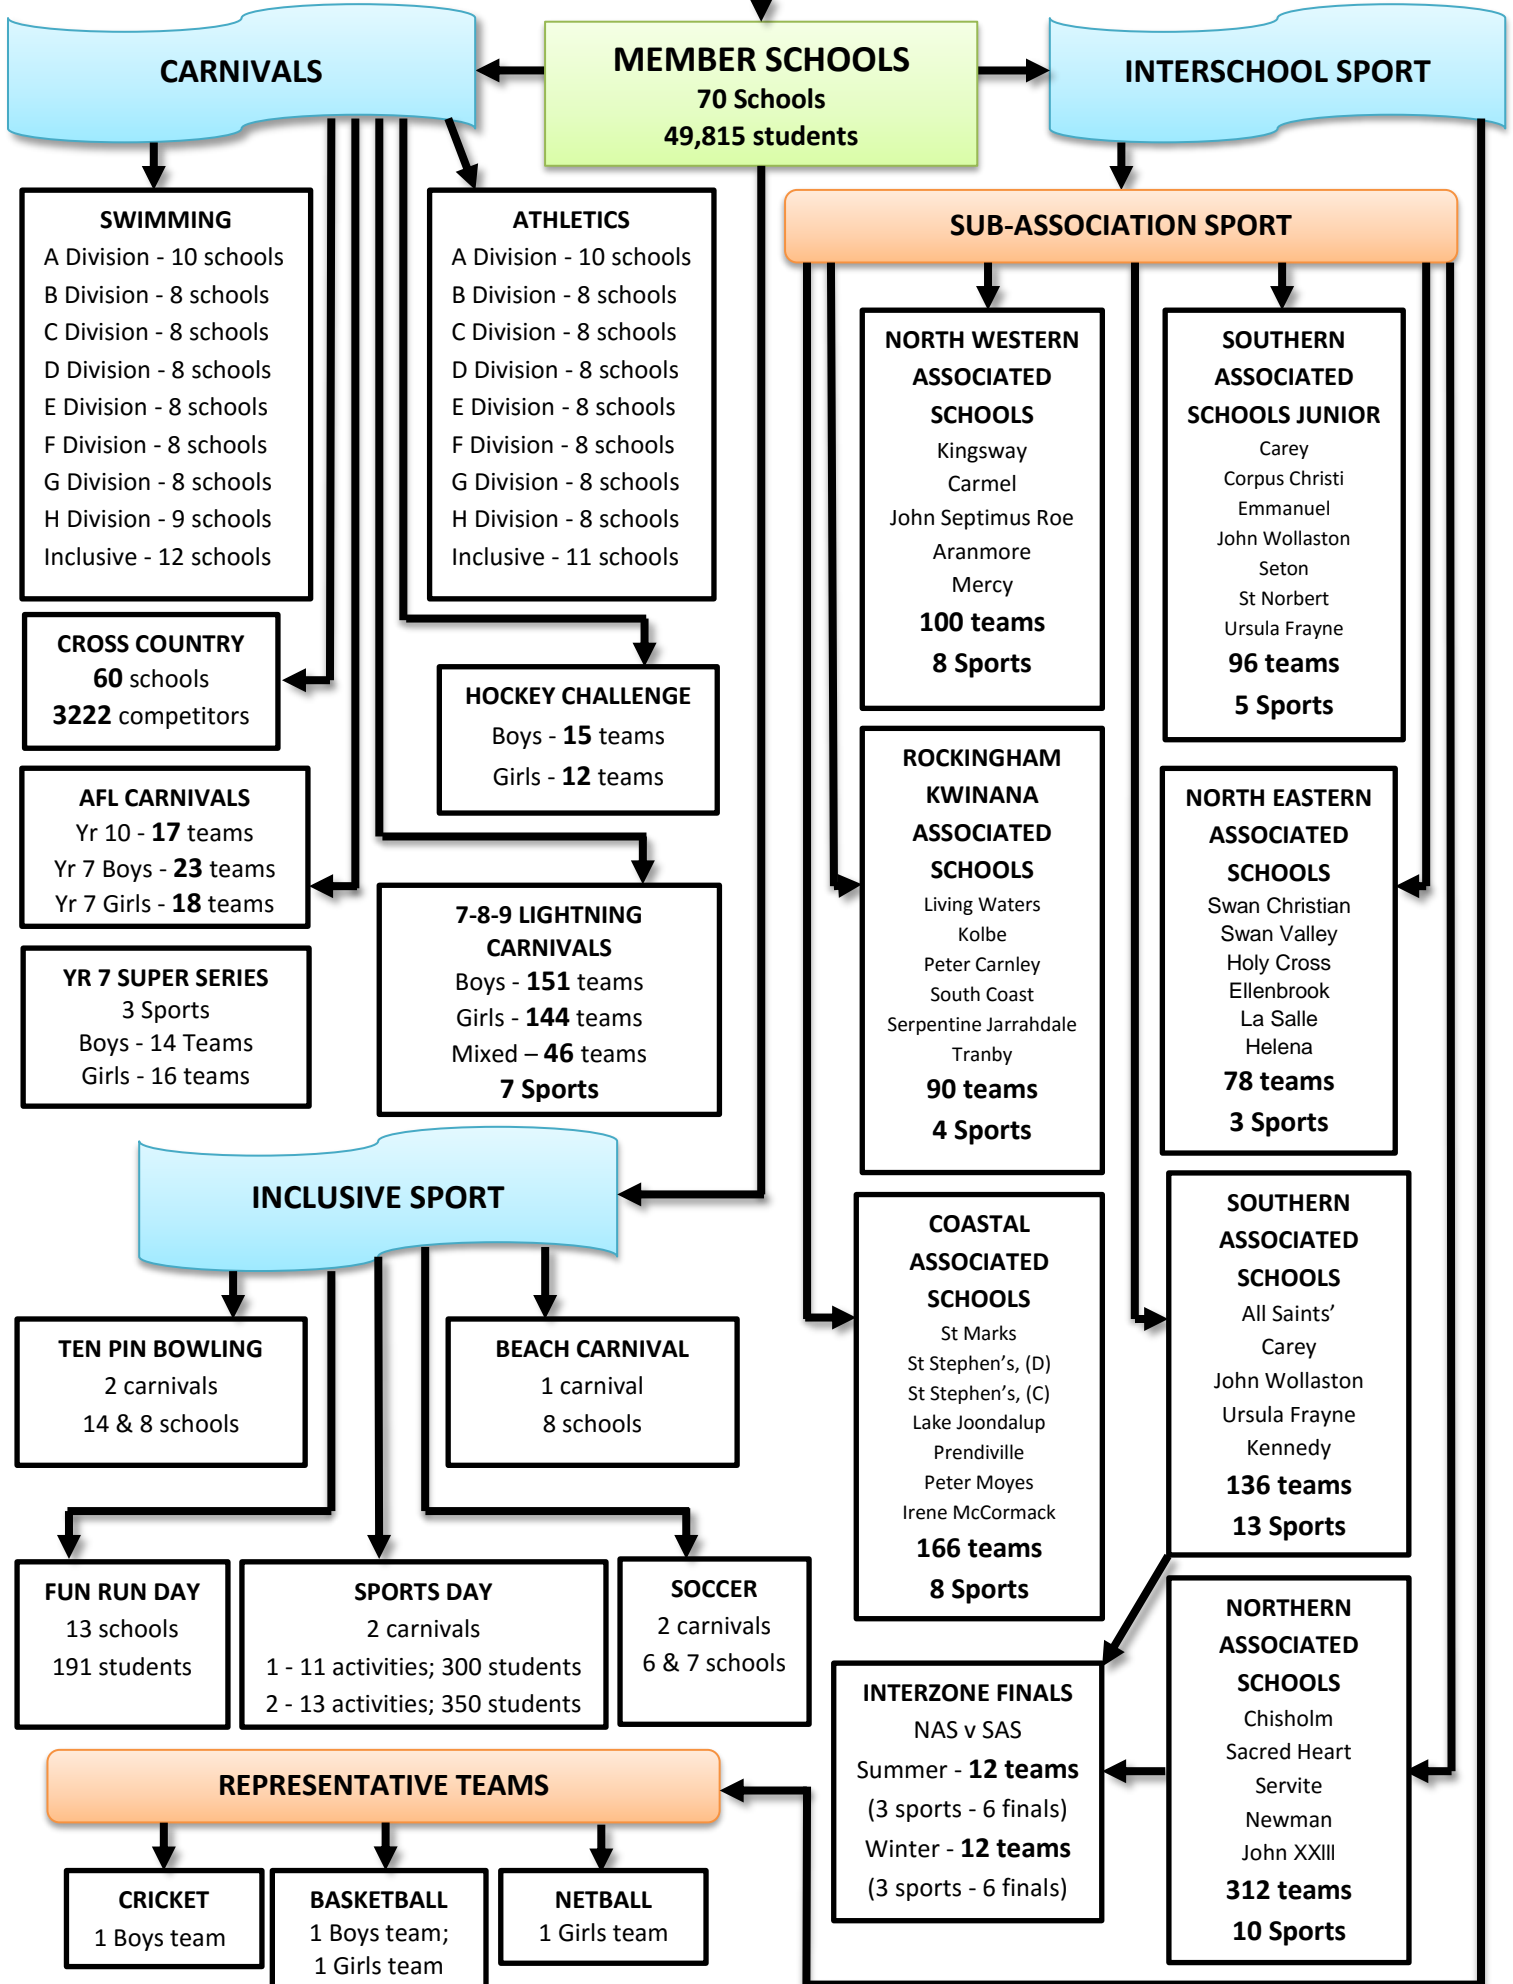 CARNIVALS
MEMBER SCHOOLS
70 Schools
49,815 students
INTERSCHOOL SPORT
SWIMMING
A Division - 10 schools
B Division - 8 schools
C Division - 8 schools
D Division - 8 schools
E Division - 8 schools
F Division - 8 schools
G Division - 8 schools
H Division - 9 schools
Inclusive - 12 schools
ATHLETICS
A Division - 10 schools
B Division - 8 schools
C Division - 8 schools
D Division - 8 schools
E Division - 8 schools
F Division - 8 schools
G Division - 8 schools
H Division - 8 schools
Inclusive - 11 schools
CROSS COUNTRY
60 schools
3222 competitors
HOCKEY CHALLENGE
Boys - 15 teams
Girls - 12 teams
AFL CARNIVALS
Yr 10 - 17 teams
Yr 7 Boys - 23 teams
Yr 7 Girls - 18 teams
7-8-9 LIGHTNING
CARNIVALS
Boys - 151 teams
Girls - 144 teams
Mixed – 46 teams
7 Sports
YR 7 SUPER SERIES
3 Sports
Boys - 14 Teams
Girls - 16 teams
SUB-ASSOCIATION SPORT
NORTH WESTERN
ASSOCIATED
SCHOOLS
Kingsway
Carmel
John Septimus Roe
Aranmore
Mercy
100 teams
8 Sports
SOUTHERN
ASSOCIATED
SCHOOLS JUNIOR
Carey
Corpus Christi
Emmanuel
John Wollaston
Seton
St Norbert
Ursula Frayne
96 teams
5 Sports
ROCKINGHAM
KWINANA
ASSOCIATED
SCHOOLS
Living Waters
Kolbe
Peter Carnley
South Coast
Serpentine Jarrahdale
Tranby
90 teams
4 Sports
NORTH EASTERN
ASSOCIATED
SCHOOLS
Swan Christian
Swan Valley
Holy Cross
Ellenbrook
La Salle
Helena
78 teams
3 Sports
COASTAL
ASSOCIATED
SCHOOLS
St Marks
St Stephen’s, (D)
St Stephen’s, (C)
Lake Joondalup
Prendiville
Peter Moyes
Irene McCormack
166 teams
8 Sports
SOUTHERN
ASSOCIATED
SCHOOLS
All Saints’
Carey
John Wollaston
Ursula Frayne
Kennedy
136 teams
13 Sports
INTERZONE FINALS
NAS v SAS
Summer - 12 teams
(3 sports - 6 finals)
Winter - 12 teams
(3 sports - 6 finals)
NORTHERN
ASSOCIATED
SCHOOLS
Chisholm
Sacred Heart
Servite
Newman
John XXIII
312 teams
10 Sports
INCLUSIVE SPORT
TEN PIN BOWLING
2 carnivals
14 & 8 schools
BEACH CARNIVAL
1 carnival
8 schools
FUN RUN DAY
13 schools
191 students
SPORTS DAY
2 carnivals
1 - 11 activities; 300 students
2 - 13 activities; 350 students
SOCCER
2 carnivals
6 & 7 schools
REPRESENTATIVE TEAMS
CRICKET
1 Boys team
BASKETBALL
1 Boys team;
1 Girls team
NETBALL
1 Girls team